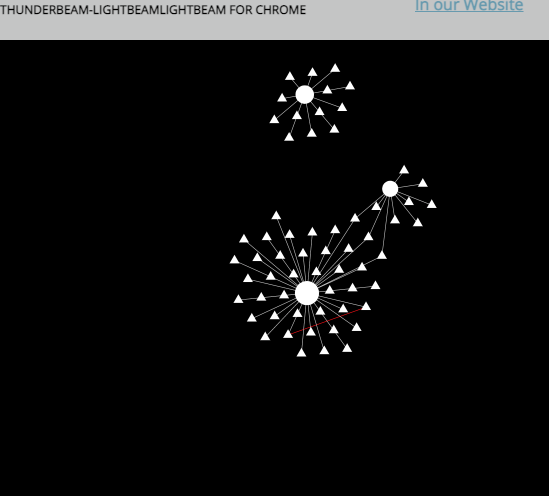 THUNDERBEAM-LIGHTBEAMLIGHTBEAM FOR CHROME
In our Website